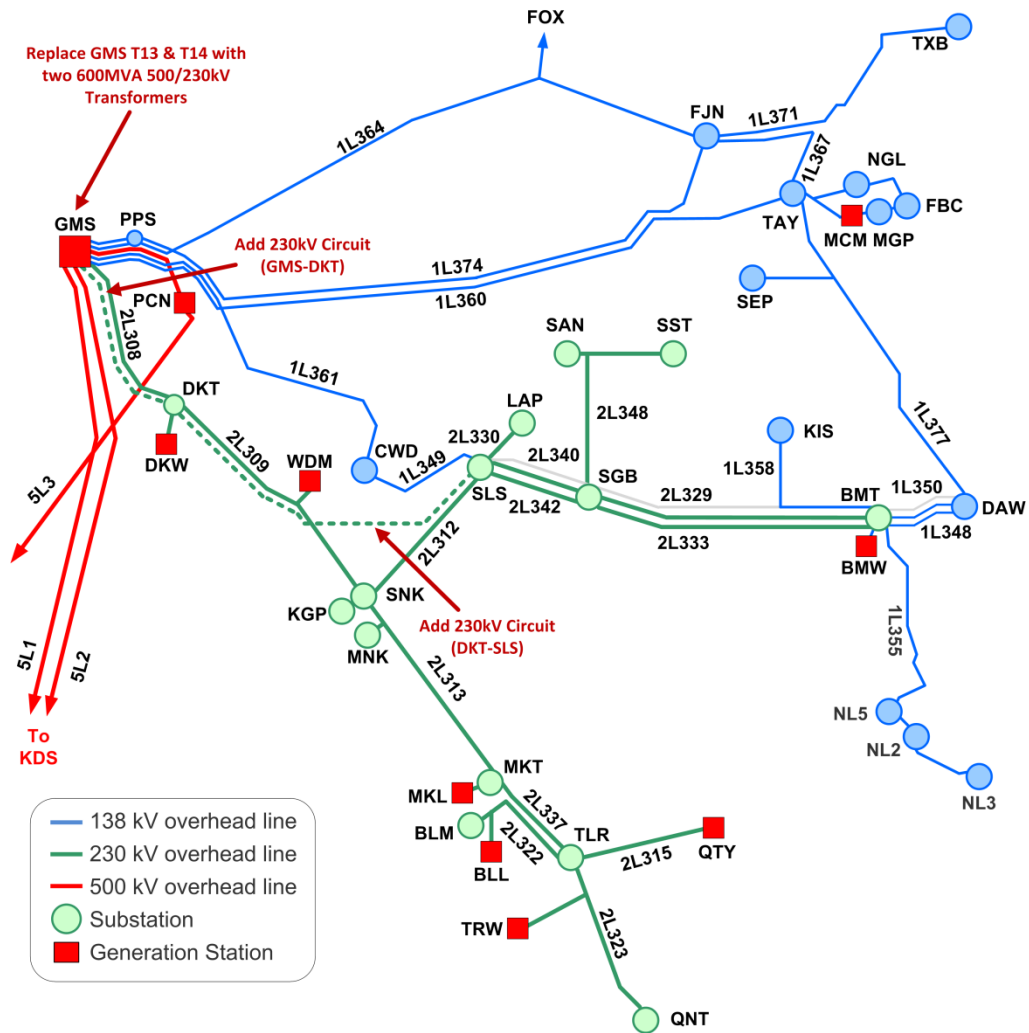 FOX
TXB
Replace GMS T13 & T14 with
two 600MVA 500/230kV
Transformers
FJN
1L371
1L364
1L367
NGL
GMS
PPS
TAY
FBC
MCM
MGP
Add 230kV Circuit
(GMS-DKT)
1L374
1L360
SEP
PCN
2L308
SAN
SST
1L361
DKT
LAP
2L348
KIS
1L377
DKW
2L309
WDM
CWD
2L330
2L340
1L349
SLS
SGB
1L358
1L350
2L329
BMT
DAW
5L3
2L342
2L333
1L348
BMW
2L312
SNK
KGP
MNK
Add 230kV Circuit
(DKT-SLS)
1L355
5L1
5L2
2L313
NL5
NL2
NL3
To
KDS
MKT
MKL
2L337
BLM
2L322
TLR
BLL
2L315
QTY
TRW
2L323
QNT
138 kV overhead line
230 kV overhead line
500 kV overhead line
Substation
Generation Station